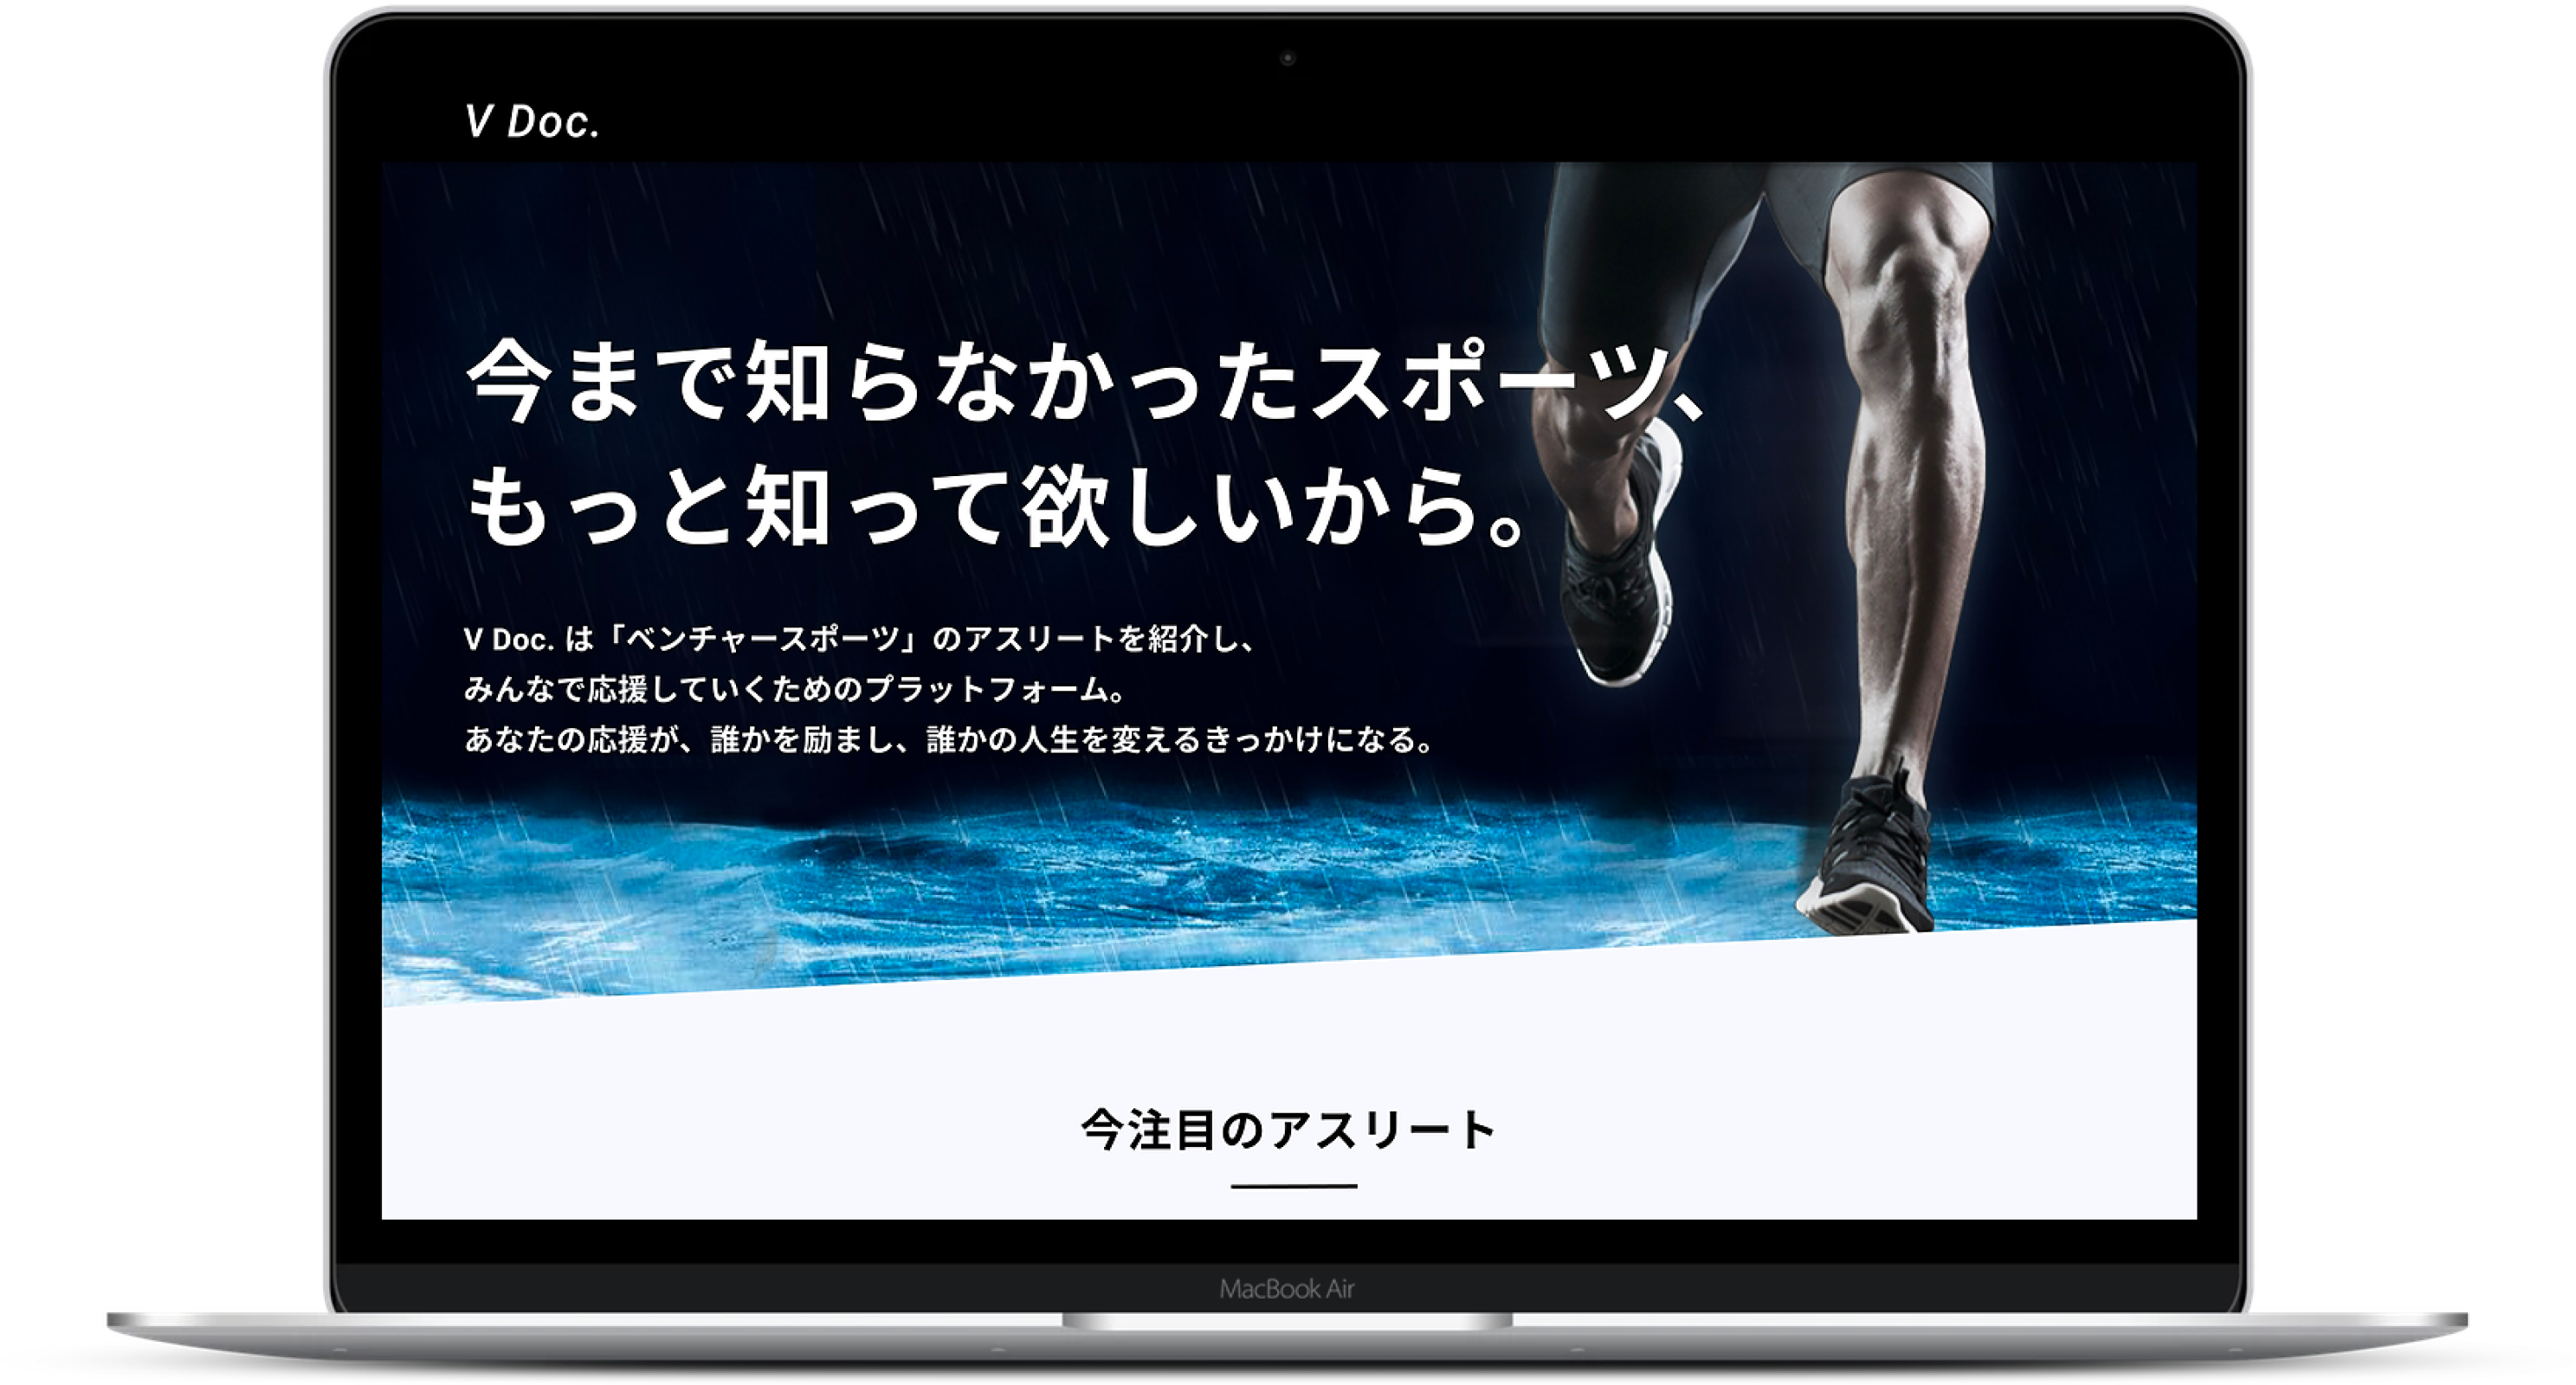 V Doc.
今まで知らなかったスポーツ、
もっと知って欲しいから。
V Doc. は「ベンチャースポーツ」のアスリートを紹介し、
みんなで応援していくためのプラットフォーム。
あなたの応援が、誰かを励まし、誰かの人生を変えるきっかけになる。
今注目のアスリート
MacBook Air